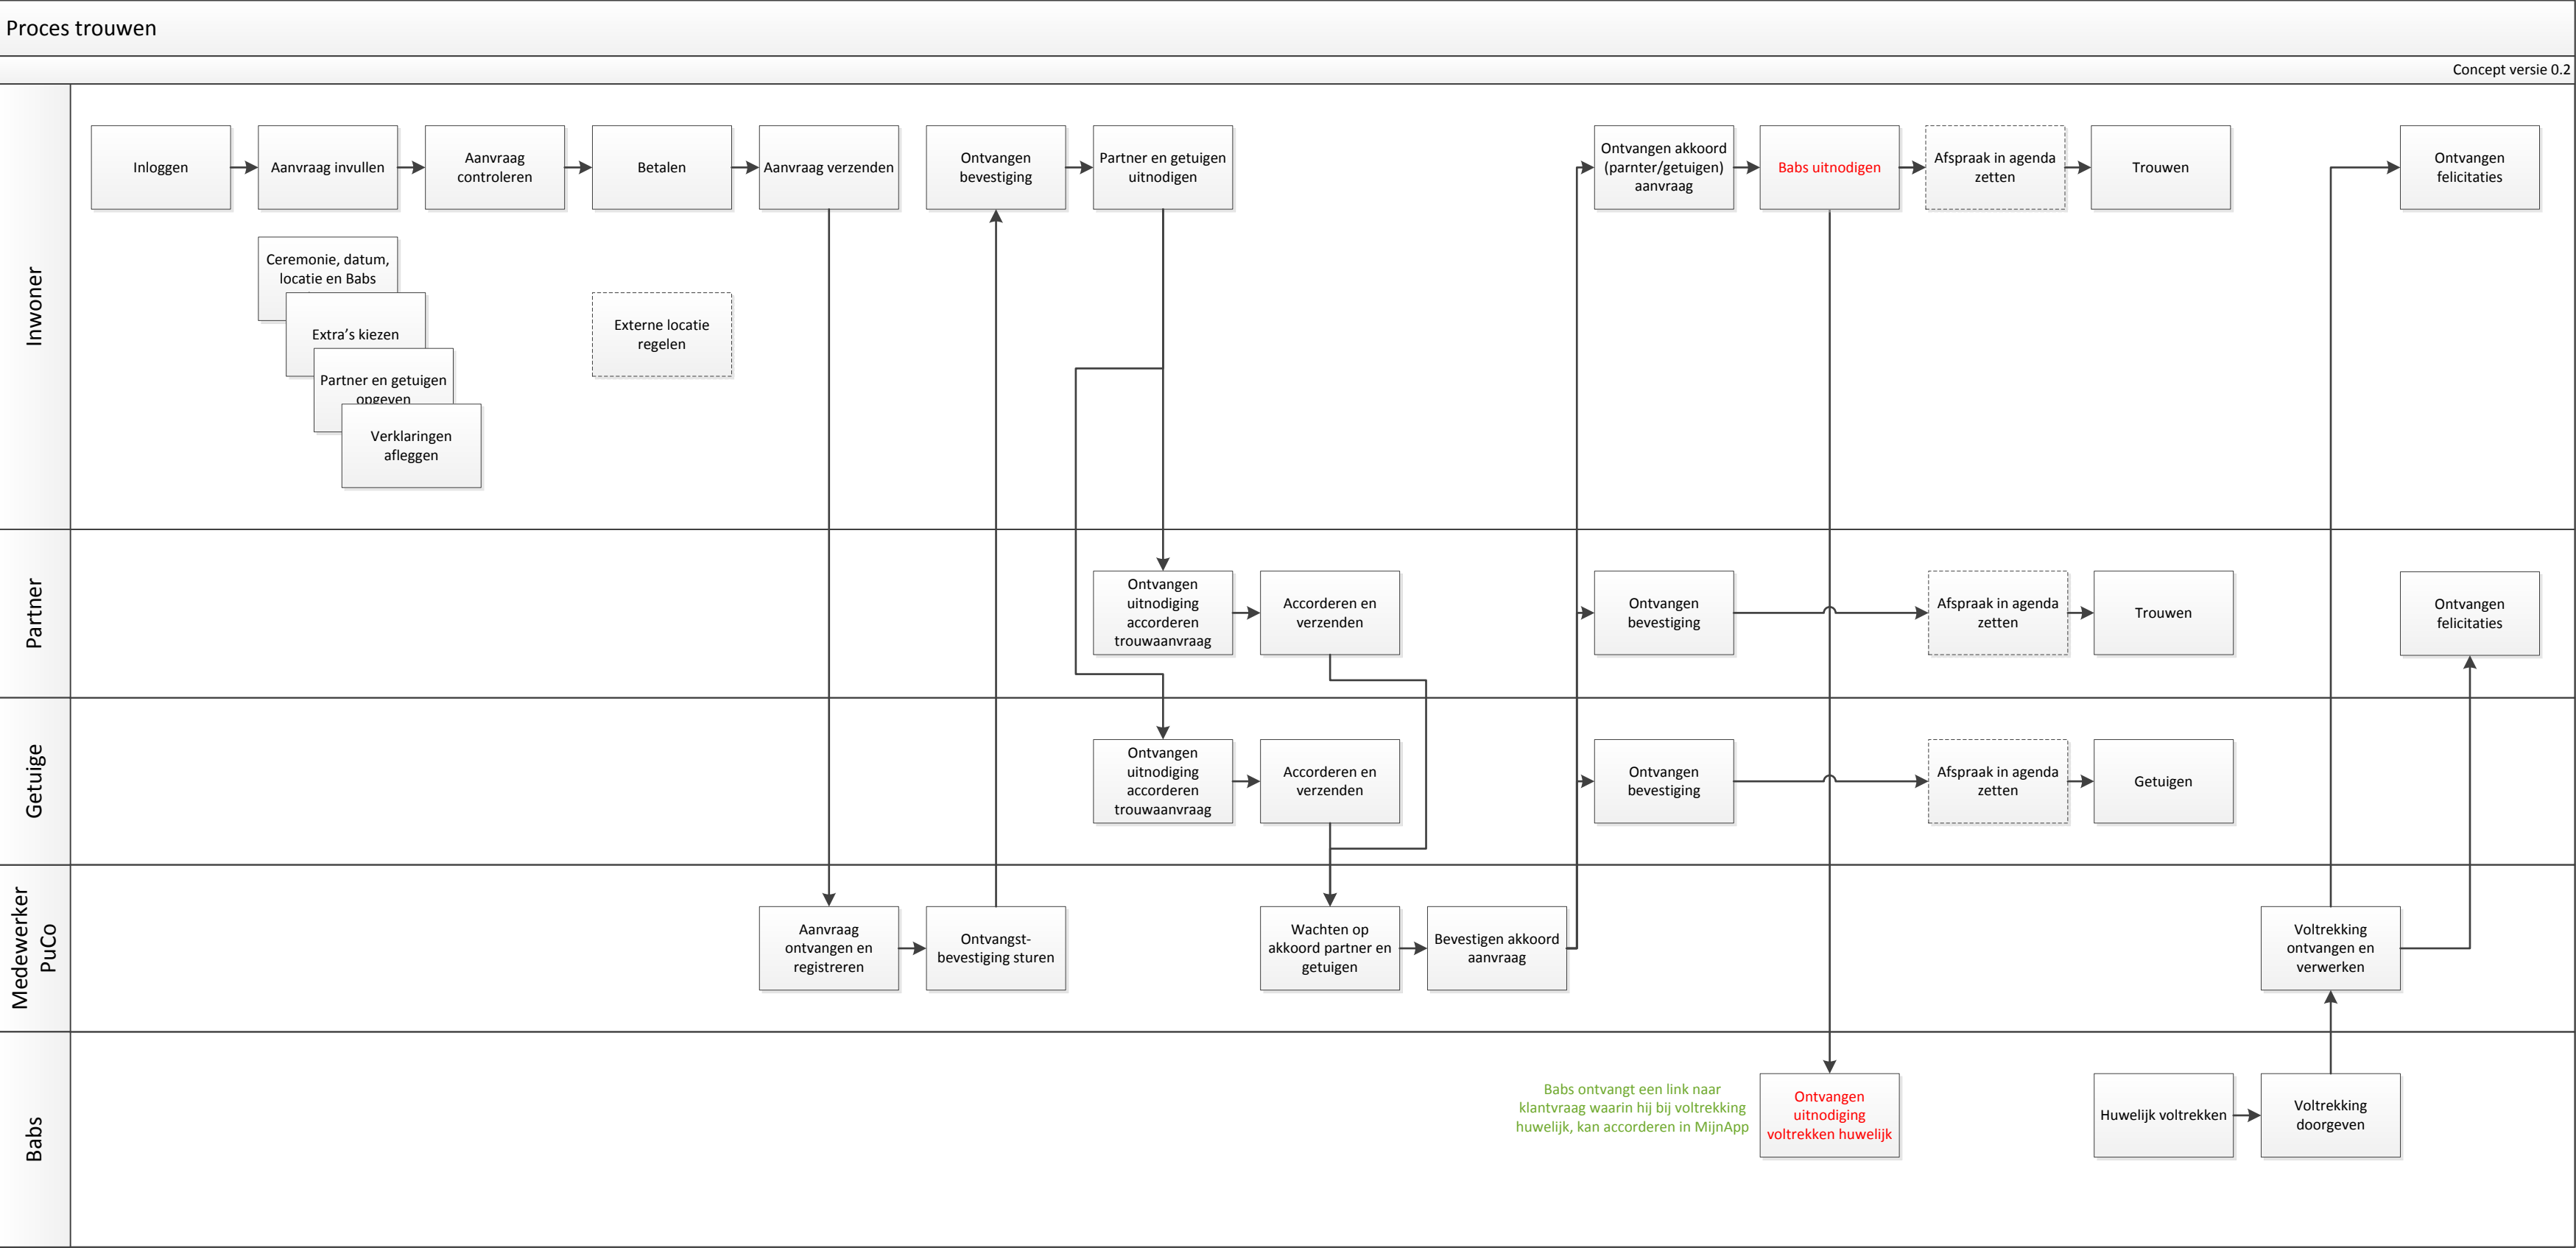 Proces trouwen
Concept versie 0.2
Inwoner
Inloggen
Aanvraag invullen
Aanvraag
controleren
Betalen
Aanvraag verzenden
Ontvangen
bevestiging
Partner en getuigen
uitnodigen
Ontvangen akkoord
(parnter/getuigen)
aanvraag
Babs uitnodigen
Afspraak in agenda
zetten
Trouwen
Ontvangen
felicitaties
Ceremonie, datum,
locatie en Babs
Extra’s kiezen
Partner en getuigen
opgeven
Verklaringen
afleggen
Externe locatie
regelen
Partner
Ontvangen
uitnodiging
accorderen
trouwaanvraag
Accorderen en
verzenden
Ontvangen
bevestiging
Afspraak in agenda
zetten
Trouwen
Ontvangen
felicitaties
Getuige
Ontvangen
uitnodiging
accorderen
trouwaanvraag
Accorderen en
verzenden
Ontvangen
bevestiging
Afspraak in agenda
zetten
Getuigen
Medewerker
PuCo
Aanvraag
ontvangen en
registreren
Ontvangst-
bevestiging sturen
Wachten op
akkoord partner en
getuigen
Bevestigen akkoord
aanvraag
Voltrekking
ontvangen en
verwerken
Babs
Babs ontvangt een link naar
klantvraag waarin hij bij voltrekking
huwelijk, kan accorderen in MijnApp
Ontvangen
uitnodiging
voltrekken huwelijk
Huwelijk voltrekken
Voltrekking
doorgeven